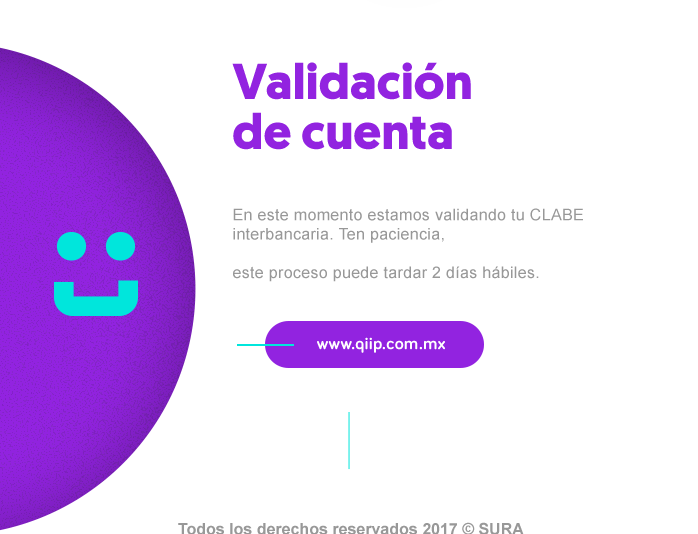 Validación
de cuenta
En este momento estamos validando tu CLABE
interbancaria. Ten paciencia,
este proceso puede tardar 2 días hábiles.
www.qiip.com.mx
Todos los derechos reservados 2017 © SURA